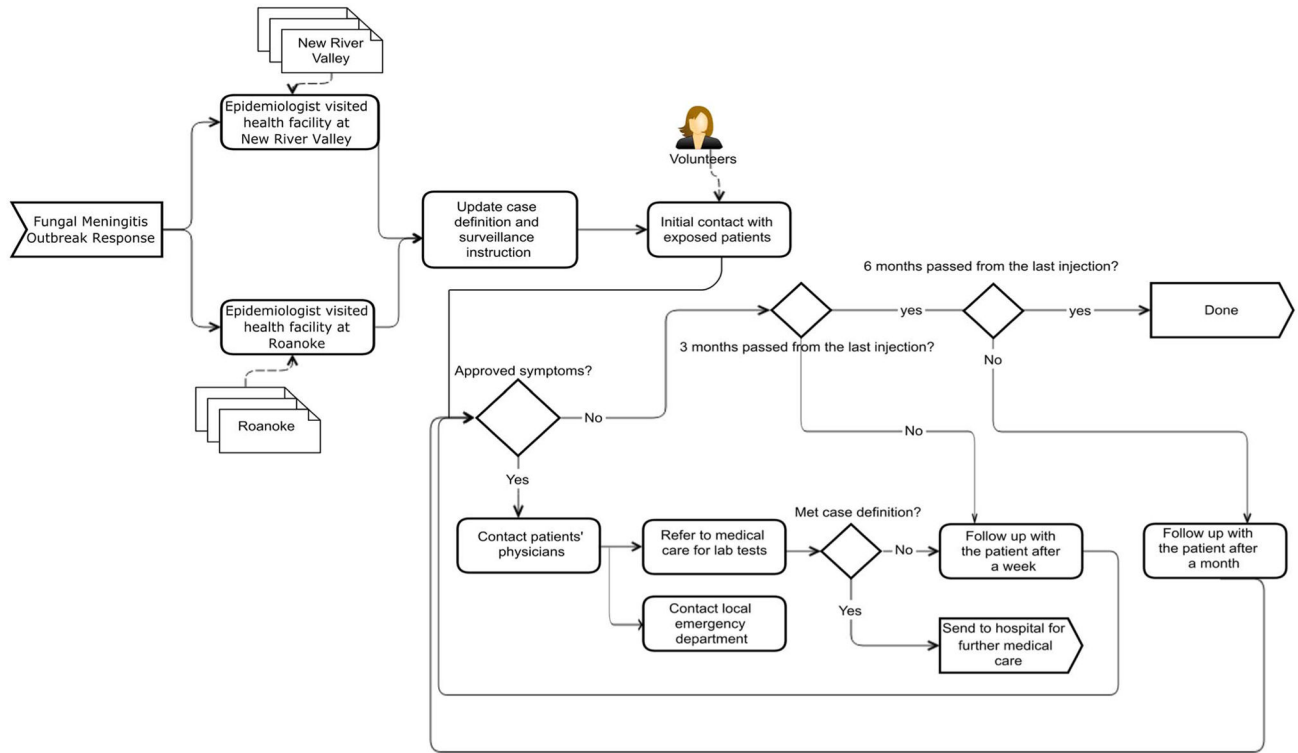 New River
Valley
Epidemiologist visited
health facility at
New River Valley
Volunteers
Fungal Meningitis
Outbreak Response
Update case
definition and
surveillance
instruction
Initial contact with
exposed patients
6 months passed from the last injection?
Epidemiologist visited
health facility at
Roanoke
yes
yes
Done
3 months passed from the last injection?
No
Approved symptoms?
Roanoke
No
No
Yes
Met case definition?
Contact patients'
physicians
Refer to medical
care for lab tests
No
Follow up with
the patient after
a week
Follow up with
the patient after
a month
Contact local
emergency
department
Yes
Send to hospital for
further medical
care